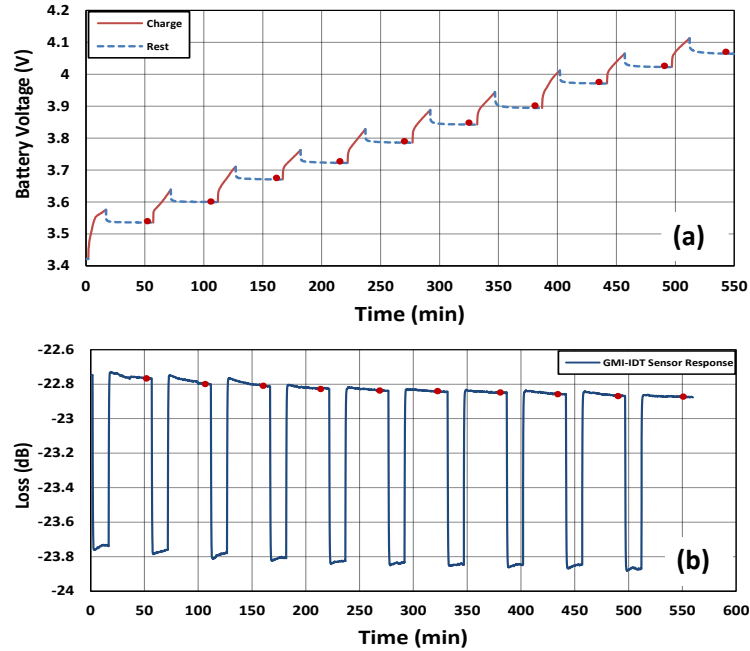 4.2
4.1
4
3.9
3.8
3.7
3.6
3.5
3.4
Battery Voltage (V)
Charge
Rest
(a)
0 50 100 150 200 250 300 350 400 450 500 550
Time (min)
-22.6
-22.8
-23
-23.2
-23.4
-23.6
-23.8
-24
Loss (dB)
GMI-IDT Sensor Response
(b)
0 50 100 150 200 250 300 350 400 450 500 550 600
Time (min)